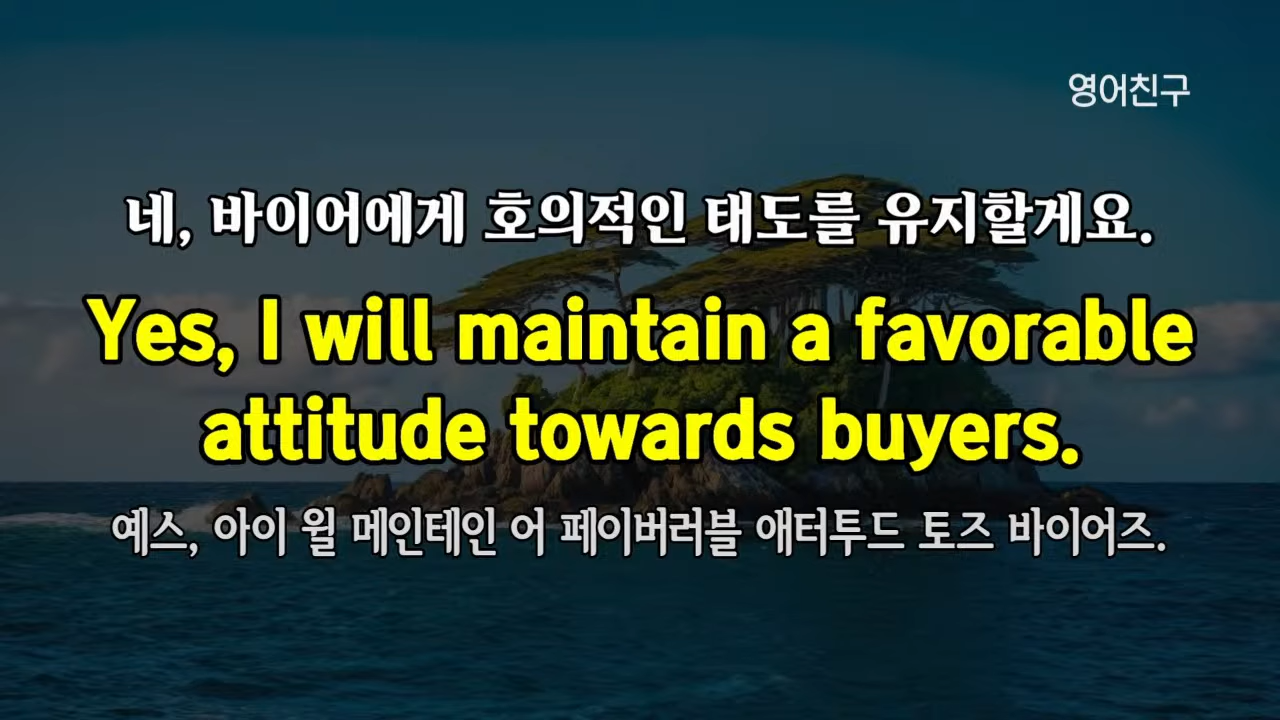 영어친구
네, 바이어에게 호의적인 태도를 유지할게요.
Yes, I will maintain a favorable
attitude towards buyers.
예스, 아이 윌 메인테인 어 페이버러블 애터투드 토즈 바이어즈.